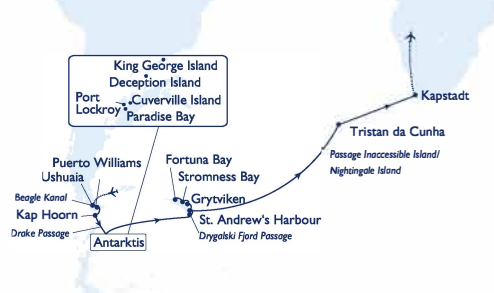 King George Island
Deception Island
Port
Lockroy
Cuverville Island
Paradise Bay
Kapstadt
Tristan da Cunha
Passage Inaccessible Island/
Nightingale Island
Puerto Williams
Ushuaia
Beagle Kanal
Kap Hoorn
Drake Passage
Antarktis
Fortuna Bay
Stromness Bay
Grytviken
St. Andrew's Harbour
Drygalski Fjord Passage